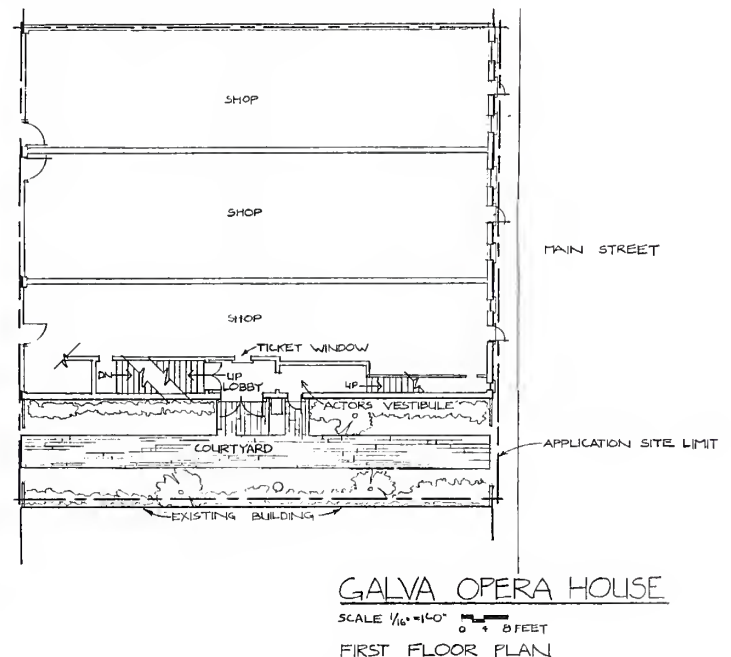 SHOP
SHOP
MAIN STREET
SHOP
TICKET WINDOW
DN
UP
LOBBY
UP
ACTORS VESTIBULE
COURTYARD
APPLICATION SITE LIMIT
EXISTING BUILDING
GALVA OPERA HOUSE
SCALE 1/16" = 1'-0"
0 4 8 FEET
FIRST FLOOR PLAN